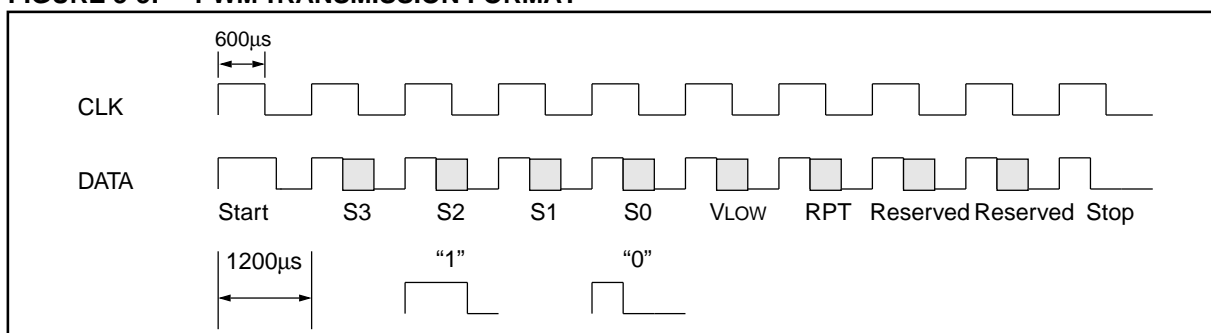 600µs
CLK
DATA
Start S3 S2 S1 S0 VLOW RPT Reserved Reserved Stop
1200µs “1” “0”